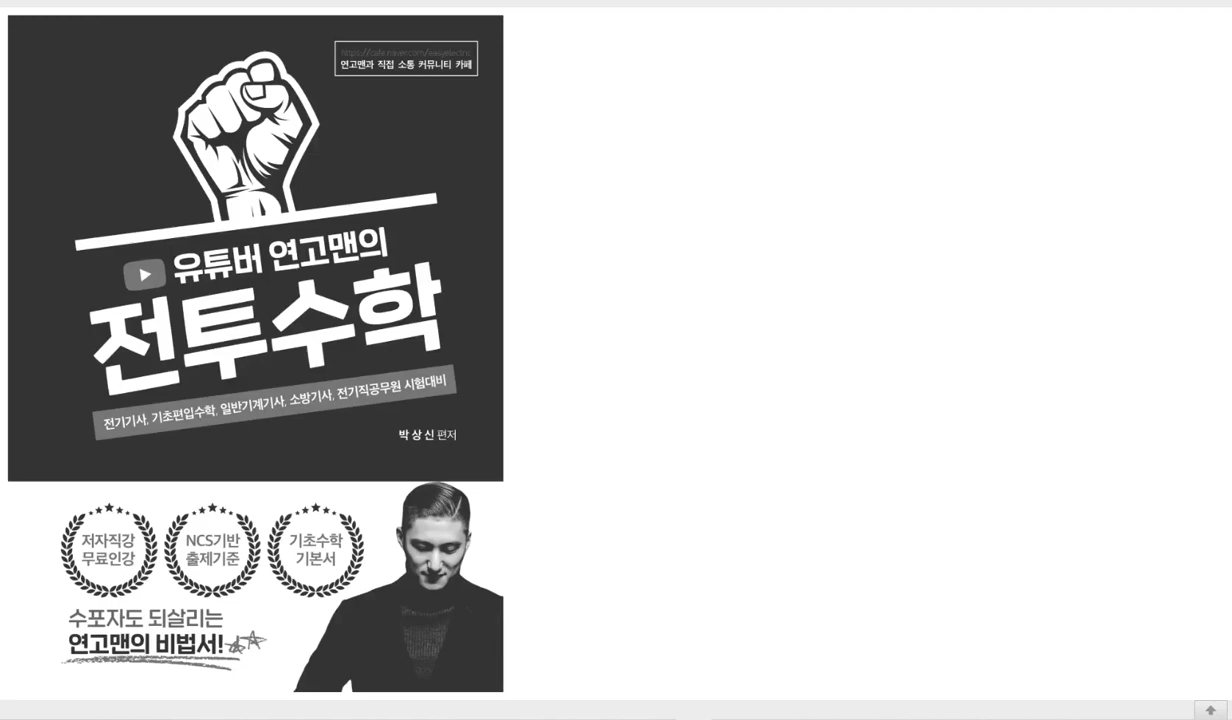 https://cafe.naver.com/easyelectric
연고맨과 직접 소통 커뮤니티 카페
유튜버 연고맨의
전투수학
전기기사, 기초편입수학, 일반기계기사, 소방기사, 전기직공무원 시험대비
박상신 편저
저자직강
무료인강
NCS기반
출제기준
기초수학
기본서
수포자도 되살리는
연고맨의 비법서!